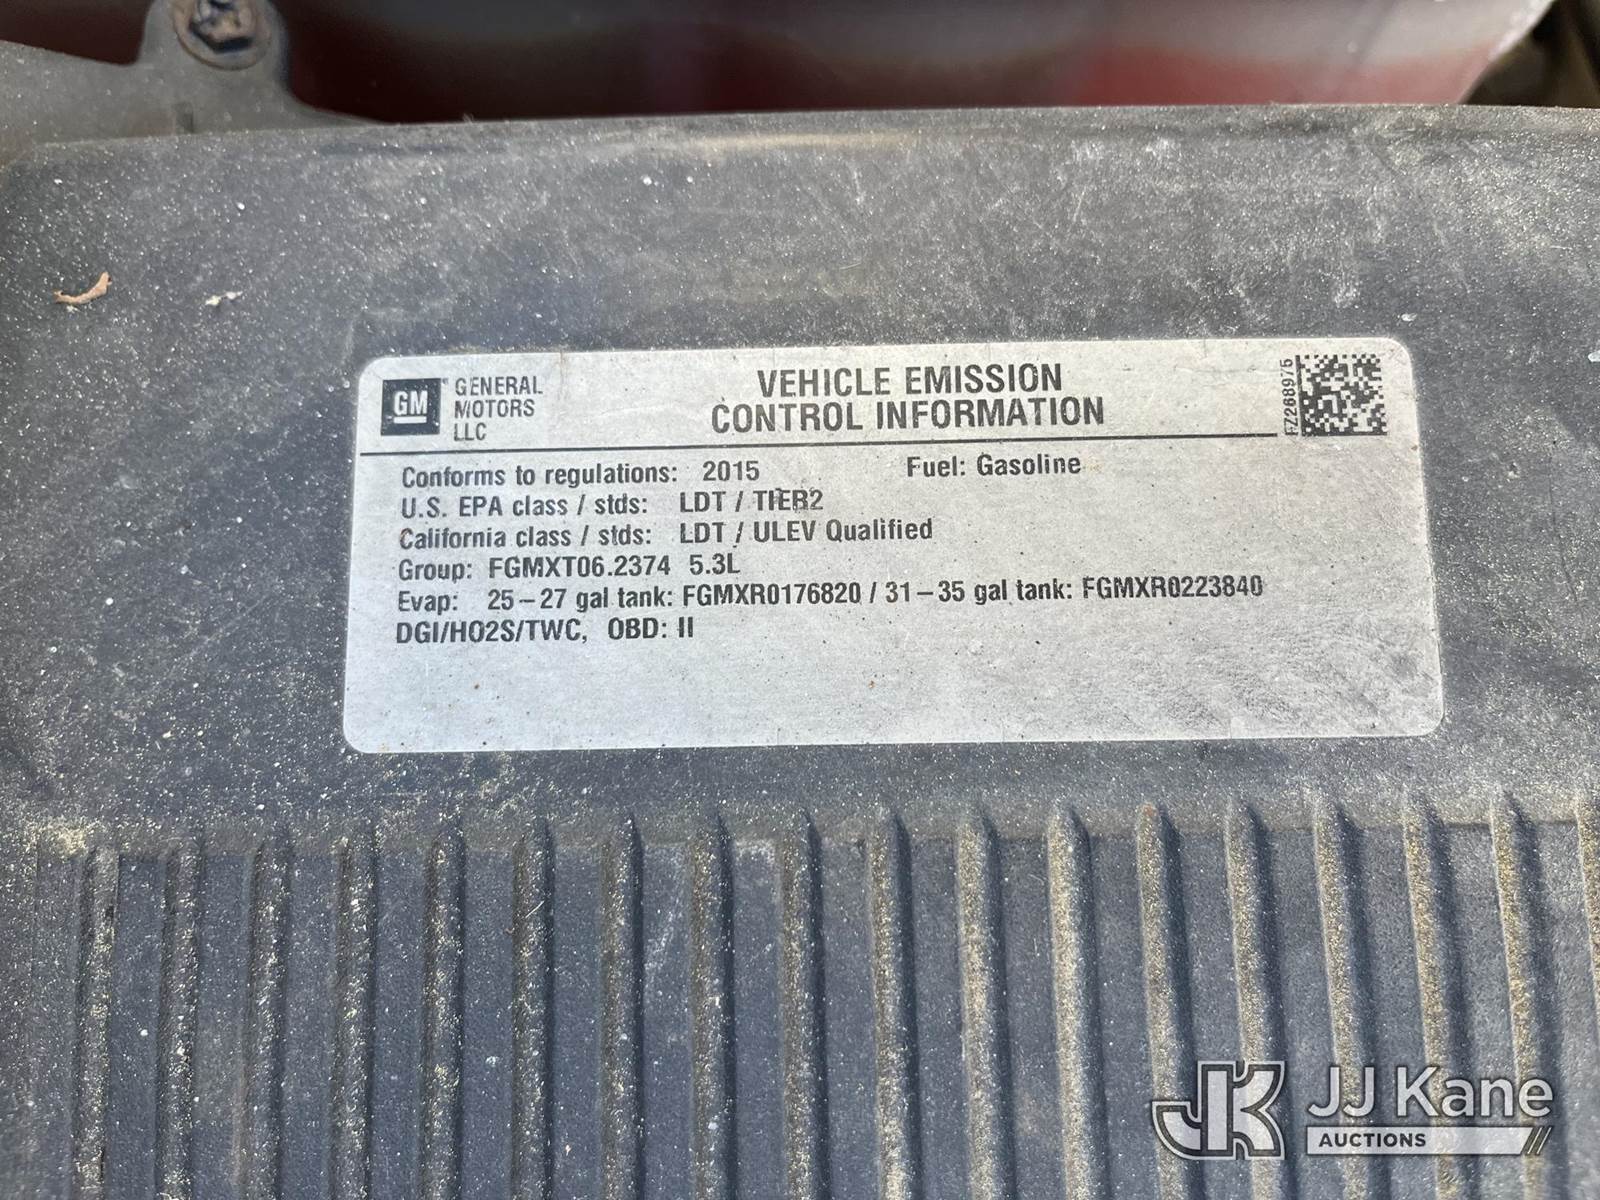 GM
GENERAL
MOTORS
LLC
VEHICLE EMISSION
CONTROL INFORMATION
FZ268975
Conforms to regulations: 2015 Fuel: Gasoline
U.S. EPA class / stds: LDT / TIER2
California class / stds: LDT / ULEV Qualified
Group: FGMXT06.2374 5.3L
Evap: 25-27 gal tank: FGMXR0176820 / 31-35 gal tank: FGMXR0223840
DGI/HO2S/TWC, OBD: II
JK JJ Kane
AUCTIONS